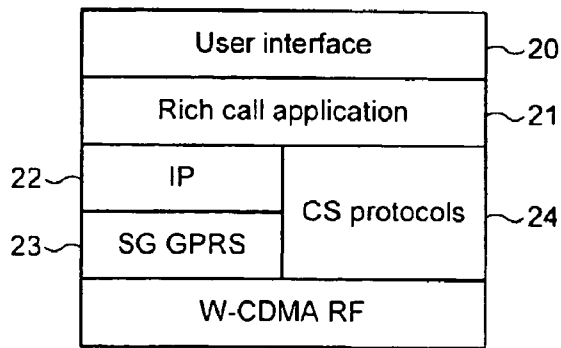 User interface
20
Rich call application
21
22
IP
CS protocols
24
23
SG GPRS
W-CDMA RF